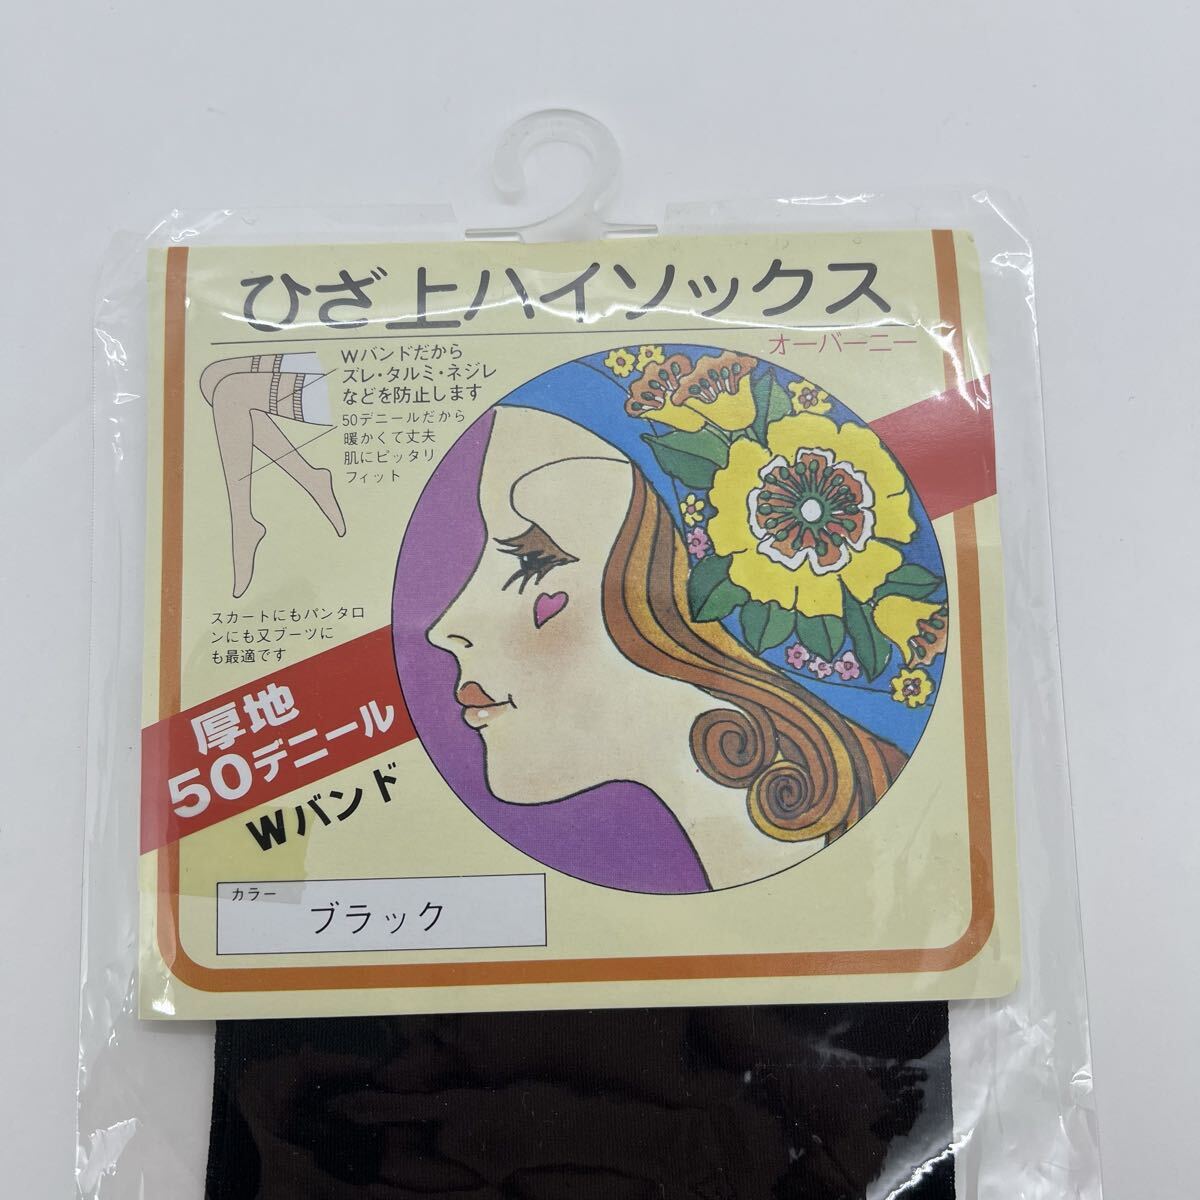 ひざ上ハイソックス
オーバーニー
Wバンドだから
ズレ・タルミ・ネジレ
などを防止します
50デニールだから
暖かくて丈夫
肌にピッタリ
フィット
スカートにもパンタロ
ンにも又ブーツに
も最適です
厚地
50デニール
Wバンド
カラー
ブラック